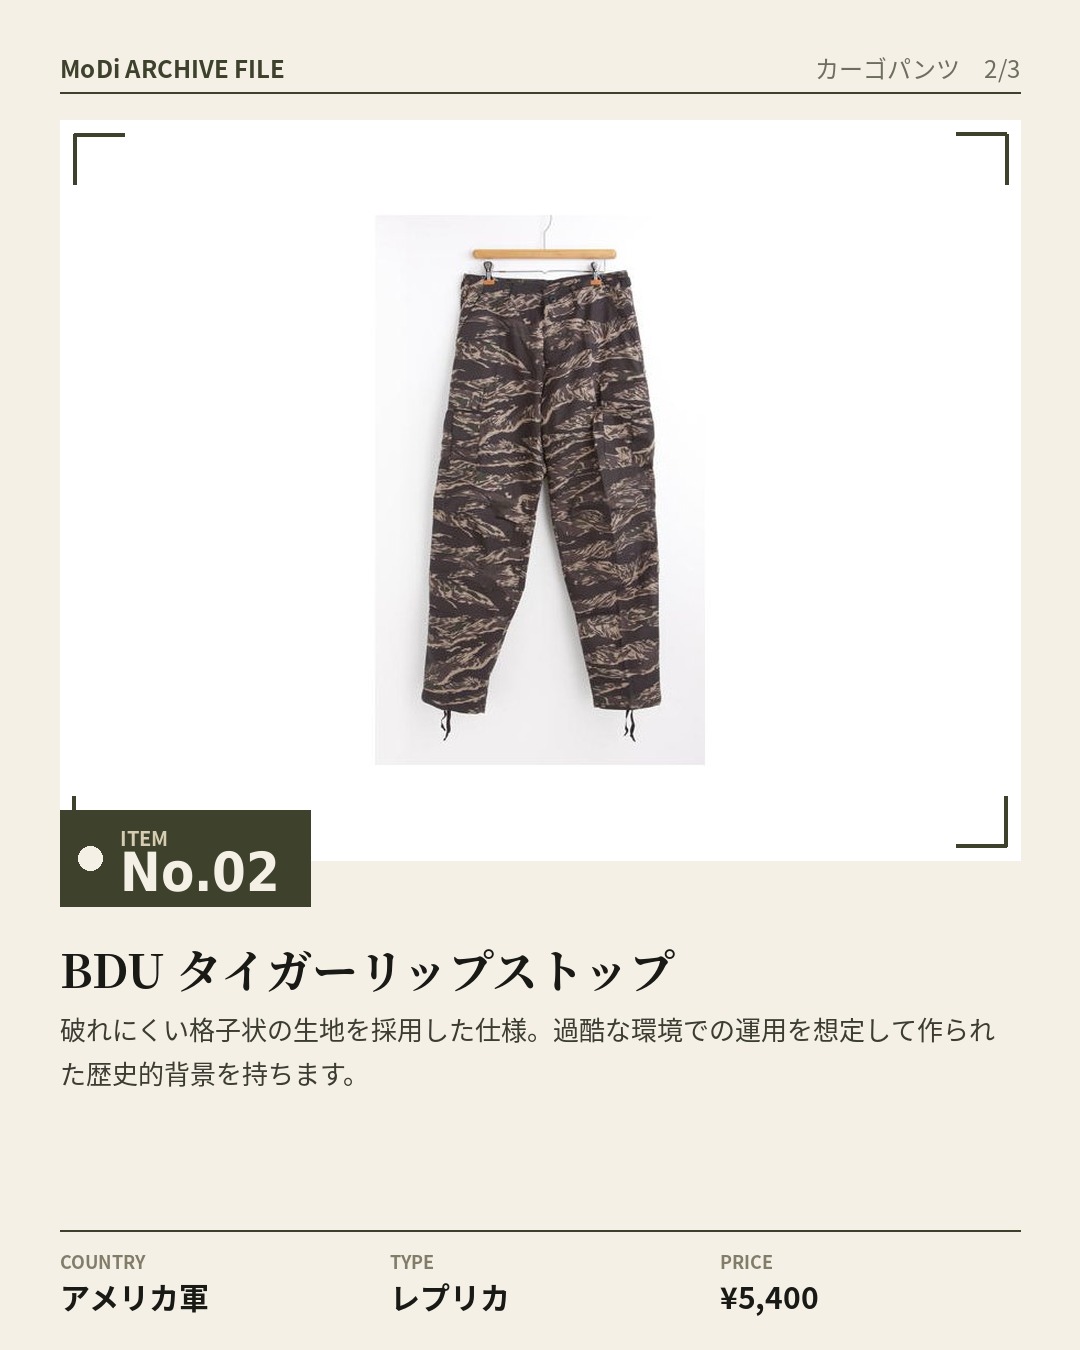 MoDi ARCHIVE FILE
カーゴパンツ　2/3
ITEM
No.02
BDU タイガーリップストップ
破れにくい格子状の生地を採用した仕様。過酷な環境での運用を想定して作られ
た歴史的背景を持ちます。
COUNTRY
TYPE
PRICE
アメリカ軍
レプリカ
¥5,400